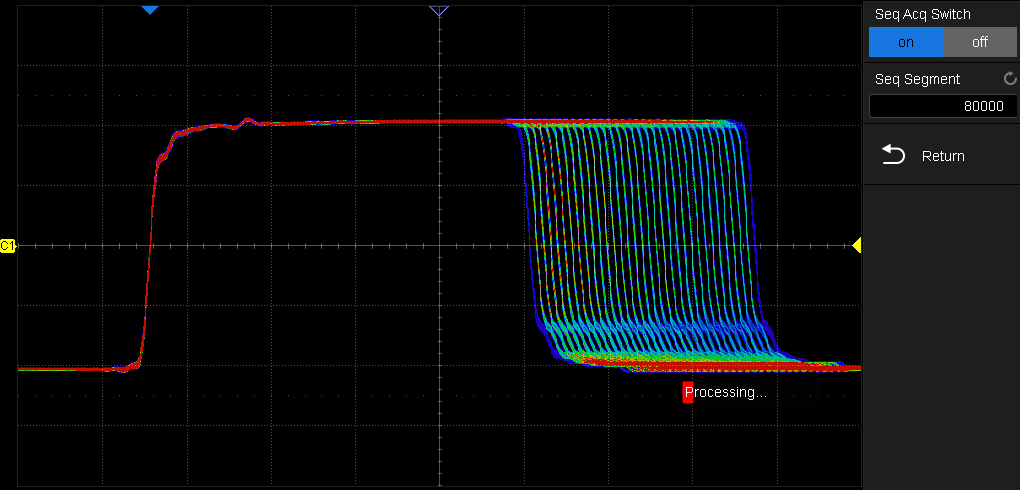 Seq Acq Switch
on off
Seq Segment
80000
Return
C1
Processing...